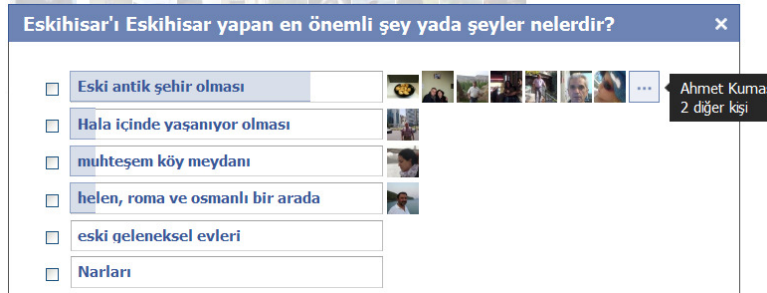 Eskihisar'ı Eskihisar yapan en önemli şey yada şeyler nelerdir?
Eski antik şehir olması
Ahmet Kumas
2 diğer kişi
Hala içinde yaşanıyor olması
muhteşem köy meydanı
helen, roma ve osmanlı bir arada
eski geleneksel evleri
Narları